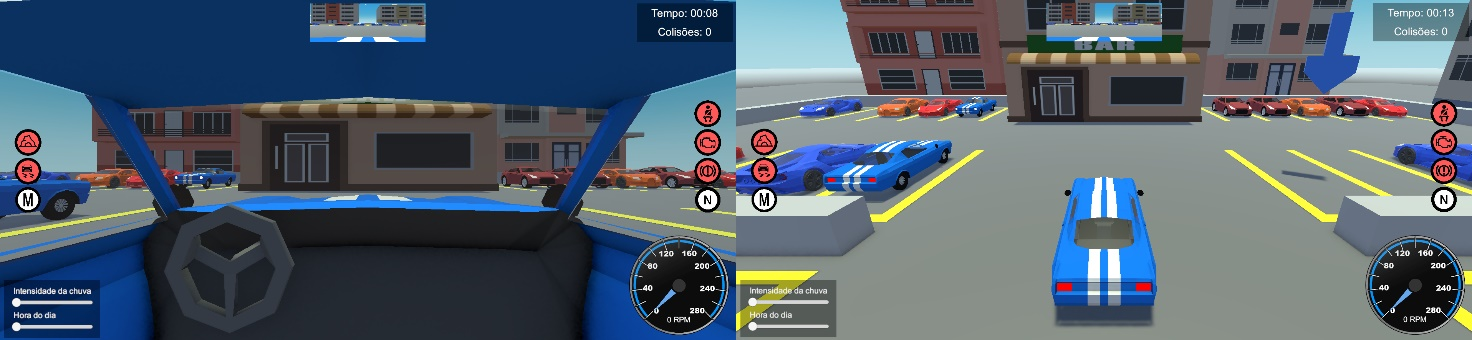 Tempo: 00:08
Colisões: 0
M
N
Intensidade da chuva
Hora do dia
0
40
80
120
160
200
240
280
0 RPM
BAR
Tempo: 00:13
Colisões: 0
M
N
Intensidade da chuva
Hora do dia
0
40
80
120
160
200
240
280
0 RPM